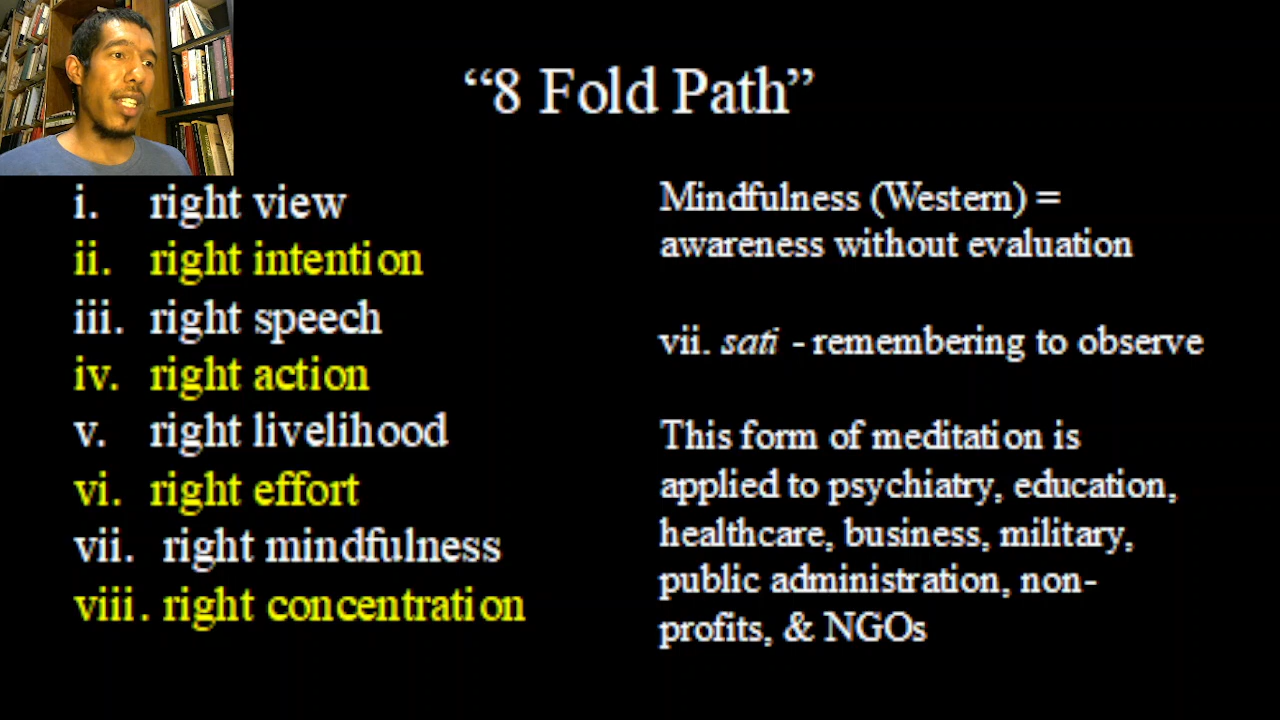 “8 Fold Path”
i. right view
ii. right intention
iii. right speech
iv. right action
v. right livelihood
vi. right effort
vii. right mindfulness
viii. right concentration
Mindfulness (Western) =
awareness without evaluation
vii. sati - remembering to observe
This form of meditation is
applied to psychiatry, education,
healthcare, business, military,
public administration, non-
profits, & NGOs